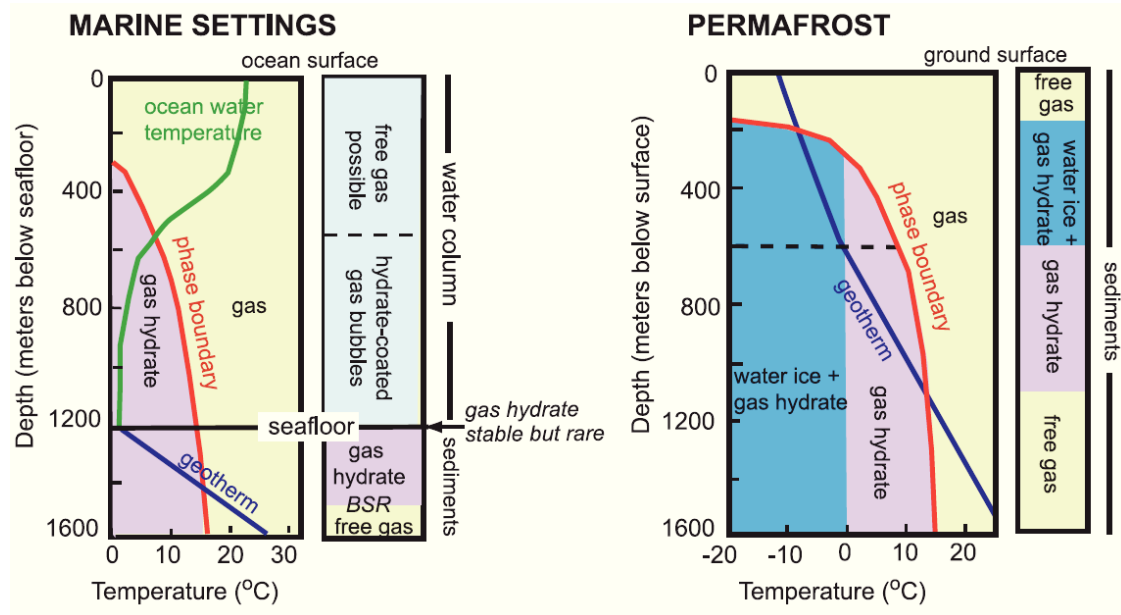 MARINE SETTINGS
ocean surface
Depth (meters below seafloor)
0
400
800
1200
1600
ocean water
temperature
phase boundary
gas hydrate
gas
seafloor
geotherm
0
10
20
30
Temperature (°C)
free gas
possible
hydrate-coated
gas bubbles
gas
hydrate
BSR
free gas
water column
sediments
gas hydrate
stable but rare
PERMAFROST
ground surface
Depth (meters below surface)
0
400
800
1200
1600
gas
phase boundary
geotherm
water ice +
gas hydrate
gas hydrate
-20
-10
0
10
20
Temperature (°C)
free
gas
water ice +
gas hydrate
gas hydrate
free gas
sediments